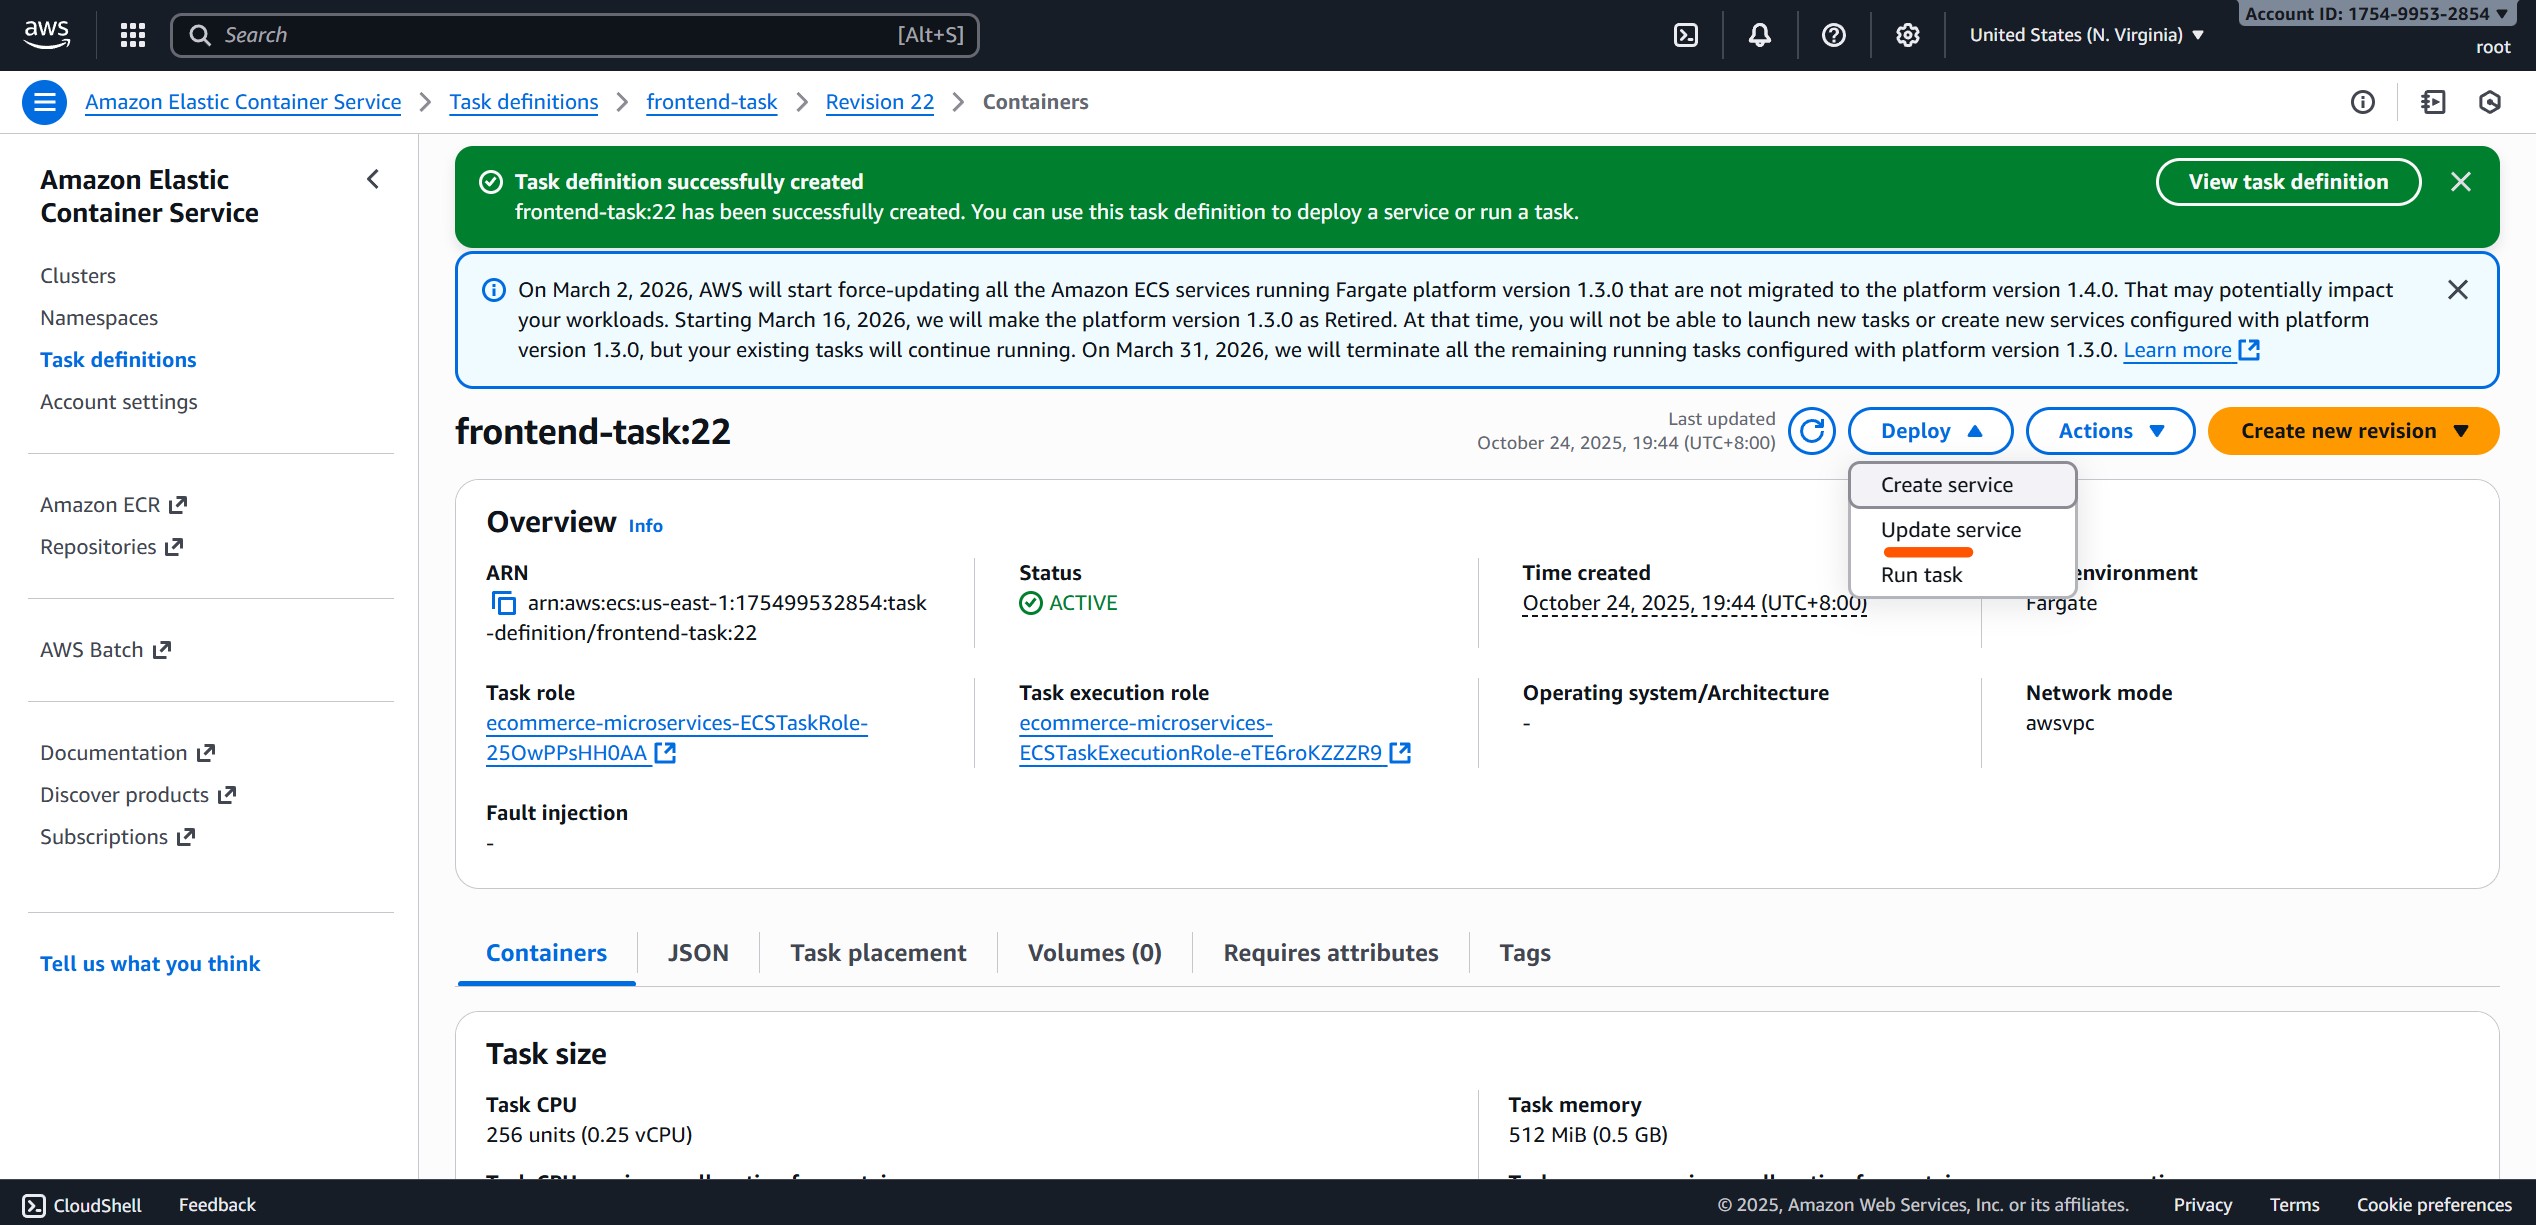 aws
Search
[Alt+S]
United States (N. Virginia)
Account ID: 1754-9953-2854
root
Amazon Elastic Container Service
Task definitions
frontend-task
Revision 22
Containers
Amazon Elastic
Container Service
Clusters
Namespaces
Task definitions
Account settings
Amazon ECR
Repositories
AWS Batch
Documentation
Discover products
Subscriptions
Tell us what you think
Task definition successfully created
frontend-task:22 has been successfully created. You can use this task definition to deploy a service or run a task.
View task definition
On March 2, 2026, AWS will start force-updating all the Amazon ECS services running Fargate platform version 1.3.0 that are not migrated to the platform version 1.4.0. That may potentially impact
your workloads. Starting March 16, 2026, we will make the platform version 1.3.0 as Retired. At that time, you will not be able to launch new tasks or create new services configured with platform
version 1.3.0, but your existing tasks will continue running. On March 31, 2026, we will terminate all the remaining running tasks configured with platform version 1.3.0. Learn more
frontend-task:22
Last updated
October 24, 2025, 19:44 (UTC+8:00)
Deploy
Actions
Create new revision
Create service
Update service
Run task
Overview Info
ARN
arn:aws:ecs:us-east-1:175499532854:task
-definition/frontend-task:22
Status
ACTIVE
Time created
October 24, 2025, 19:44 (UTC+8:00)
environment
Fargate
Task role
ecommerce-microservices-ECSTaskRole-
25OwPPsHH0AA
Task execution role
ecommerce-microservices-
ECSTaskExecutionRole-eTE6roKZZZR9
Operating system/Architecture
-
Network mode
awsvpc
Fault injection
-
Containers
JSON
Task placement
Volumes (0)
Requires attributes
Tags
Task size
Task CPU
256 units (0.25 vCPU)
Task memory
512 MiB (0.5 GB)
CloudShell
Feedback
© 2025, Amazon Web Services, Inc. or its affiliates.
Privacy
Terms
Cookie preferences